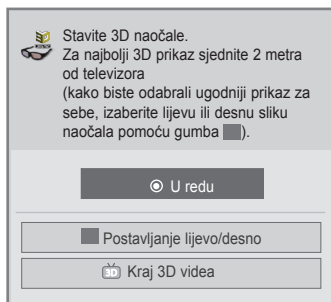 Stavite 3D naočale.
Za najbolji 3D prikaz sjednite 2 metra
od televizora
(kako biste odabrali ugodniji prikaz za
sebe, izaberite lijevu ili desnu sliku
naočala pomoću gumba ).
U redu
Postavljanje lijevo/desno
3D Kraj 3D videa